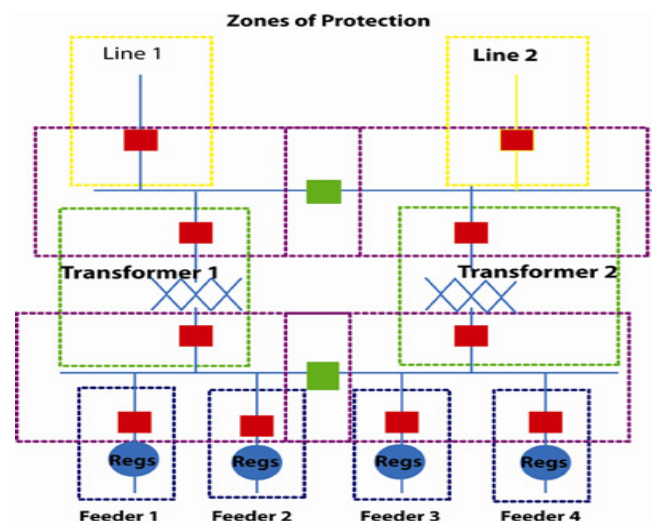 Zones of Protection
Line 1
Line 2
Transformer 1
Transformer 2
Regs
Regs
Regs
Regs
Feeder 1
Feeder 2
Feeder 3
Feeder 4